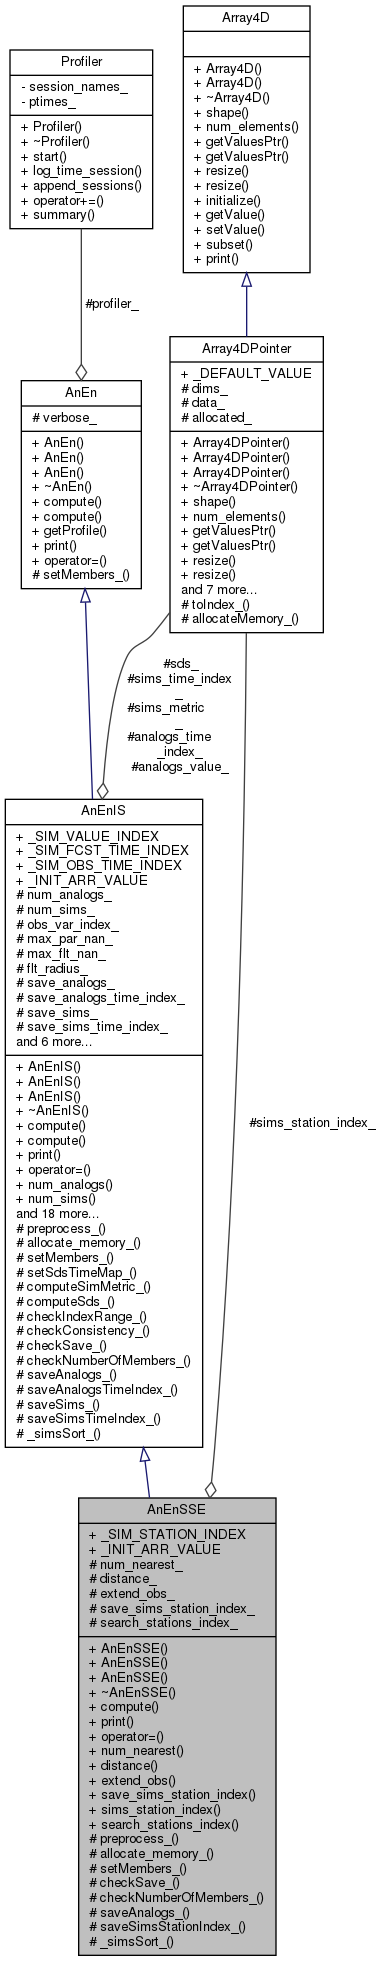 Array4D
+ Array4D()
+ Array4D()
+ ~Array4D()
+ shape()
+ num_elements()
+ getValuesPtr()
+ getValuesPtr()
+ resize()
+ resize()
+ initialize()
+ getValue()
+ setValue()
+ subset()
+ print()
Profiler
- session_names_
- ptimes_
+ Profiler()
+ ~Profiler()
+ start()
+ log_time_session()
+ append_sessions()
+ operator+=()
+ summary()
#profiler_
Array4DPointer
+ _DEFAULT_VALUE
# dims_
# data_
# allocated_
+ Array4DPointer()
+ Array4DPointer()
+ Array4DPointer()
+ ~Array4DPointer()
+ shape()
+ num_elements()
+ getValuesPtr()
+ getValuesPtr()
+ resize()
+ resize()
and 7 more...
# toIndex_()
# allocateMemory_()
AnEn
# verbose_
+ AnEn()
+ AnEn()
+ AnEn()
+ ~AnEn()
+ compute()
+ compute()
+ getProfile()
+ print()
+ operator=()
# setMembers_()
#sds_
#sims_time_index
_
#sims_metric
_
#analogs_time
_index_
#analogs_value_
AnEnIS
+ _SIM_VALUE_INDEX
+ _SIM_FCST_TIME_INDEX
+ _SIM_OBS_TIME_INDEX
+ _INIT_ARR_VALUE
# num_analogs_
# num_sims_
# obs_var_index_
# max_par_nan_
# max_flt_nan_
# flt_radius_
# save_analogs_
# save_analogs_time_index_
# save_sims_
# save_sims_time_index_
and 6 more...
+ AnEnIS()
+ AnEnIS()
+ AnEnIS()
+ ~AnEnIS()
+ compute()
+ compute()
+ print()
+ operator=()
+ num_analogs()
+ num_sims()
and 18 more...
# preprocess_()
# allocate_memory_()
# setMembers_()
# setSdsTimeMap_()
# computeSimMetric_()
# computeSds_()
# checkIndexRange_()
# checkConsistency_()
# checkSave_()
# checkNumberOfMembers_()
# saveAnalogs_()
# saveAnalogsTimeIndex_()
# saveSims_()
# saveSimsTimeIndex_()
# _simsSort_()
#sims_station_index_
AnEnSSE
+ _SIM_STATION_INDEX
+ _INIT_ARR_VALUE
# num_nearest_
# distance_
# extend_obs_
# save_sims_station_index_
# search_stations_index_
+ AnEnSSE()
+ AnEnSSE()
+ AnEnSSE()
+ ~AnEnSSE()
+ compute()
+ print()
+ operator=()
+ num_nearest()
+ distance()
+ extend_obs()
+ save_sims_station_index()
+ sims_station_index()
+ search_stations_index()
# preprocess_()
# allocate_memory_()
# setMembers_()
# checkSave_()
# checkNumberOfMembers_()
# saveAnalogs_()
# saveSimsStationIndex_()
# _simsSort_()